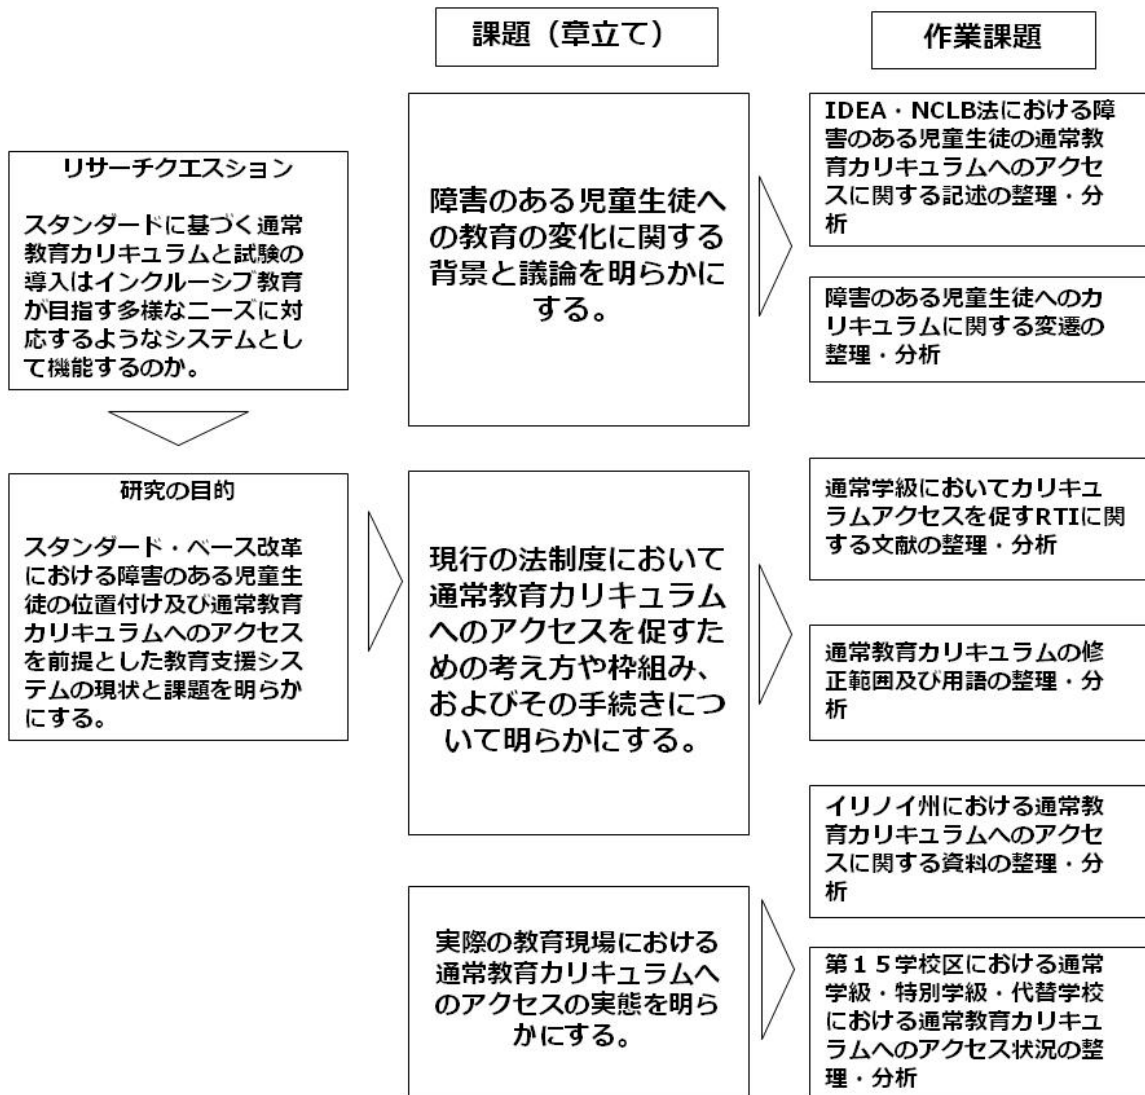 課題（章立て）
作業課題
リサーチクエスション
スタンダードに基づく通常
教育カリキュラムと試験の
導入はインクルーシブ教育
が目指す多様なニーズに対
応するようなシステムとし
て機能するのか。
研究の目的
スタンダード・ベース改革
における障害のある児童生
徒の位置付け及び通常教育
カリキュラムへのアクセス
を前提とした教育支援シス
テムの現状と課題を明らか
にする。
障害のある児童生徒へ
の教育の変化に関する
背景と議論を明らかに
する。
現行の法制度において
通常教育カリキュラム
へのアクセスを促すた
めの考え方や枠組み、
およびその手続きにつ
いて明らかにする。
実際の教育現場における
通常教育カリキュラムへ
のアクセスの実態を明ら
かにする。
IDEA・NCLB法における障
害のある児童生徒の通常教
育カリキュラムへのアクセ
スに関する記述の整理・分
析
障害のある児童生徒へのカ
リキュラムに関する変遷の
整理・分析
通常学級においてカリキュ
ラムアクセスを促すRTIに関
する文献の整理・分析
通常教育カリキュラムの修
正範囲及び用語の整理・分
析
イリノイ州における通常教
育カリキュラムへのアクセ
スに関する資料の整理・分
析
第１５学校区における通常
学級・特別学級・代替学校
における通常教育カリキュ
ラムへのアクセス状況の整
理・分析